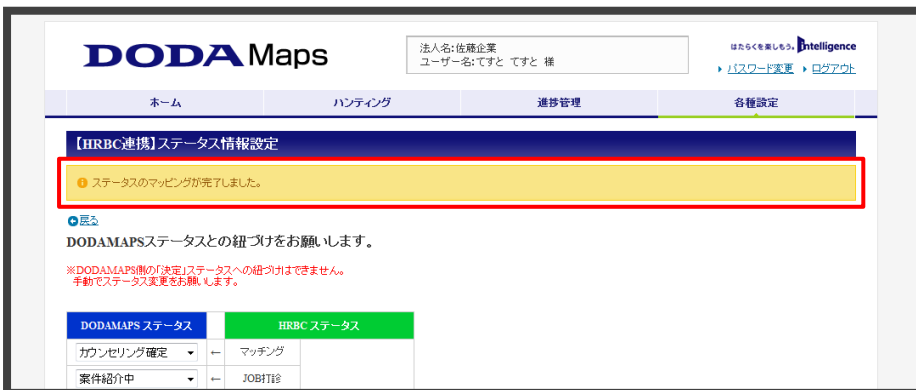 DODA Maps
法人名:佐藤企業
ユーザー名:てすと てすと 様
はたらくを楽しもう。 intelligence
パスワード変更 ログアウト
ホーム ハンティング 進捗管理 各種設定
【HRBC連携】ステータス情報設定
ステータスのマッピングが完了しました。
戻る
DODAMAPSステータスとの紐づけをお願いします。
※DODAMAPS側の「決定」ステータスへの紐づけはできません。
手動でステータス変更をお願いします。
DODAMAPS ステータス HRBC ステータス
カウンセリング確定 ← マッチング
案件紹介中 ← JOB打診